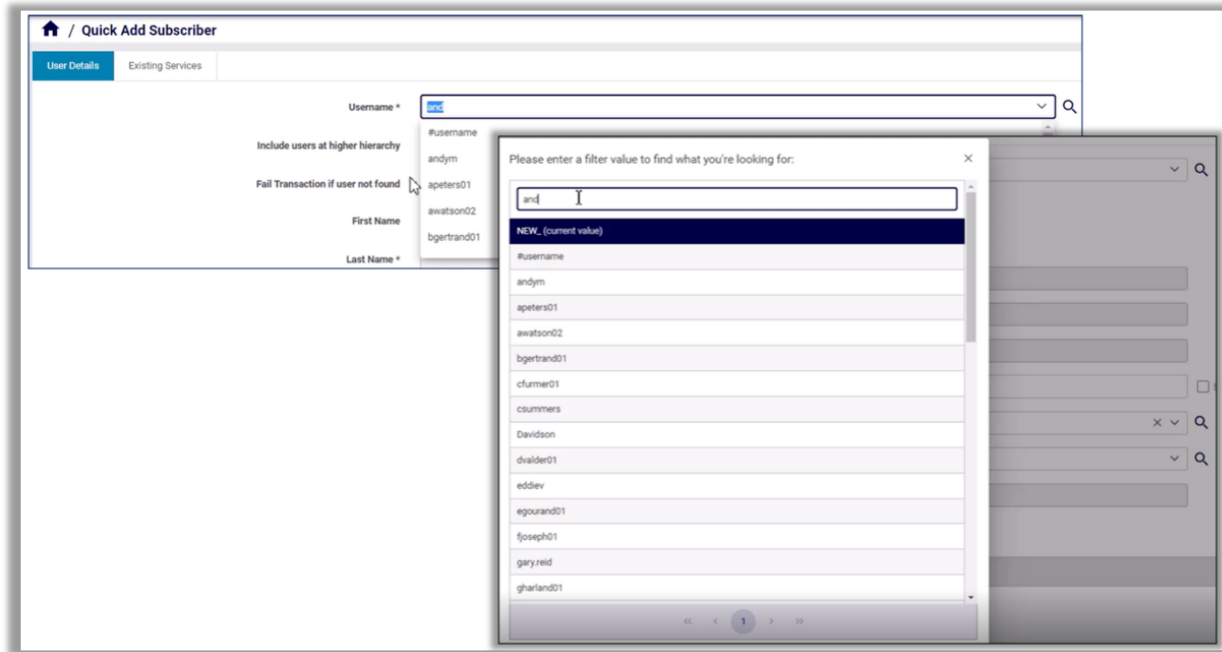 / Quick Add Subscriber
User Details Existing Services
Username *
and
Include users at higher hierarchy
Fail Transaction if user not found
First Name
Last Name *
#username
andym
apeters01
awatson02
bgertrand01
Please enter a filter value to find what you're looking for:
and
NEW_ (current value)
#username
andym
apeters01
awatson02
bgertrand01
cfurmer01
csummers
Davidson
dvalder01
eddiev
egourand01
fjoseph01
gary.reid
gharland01
1